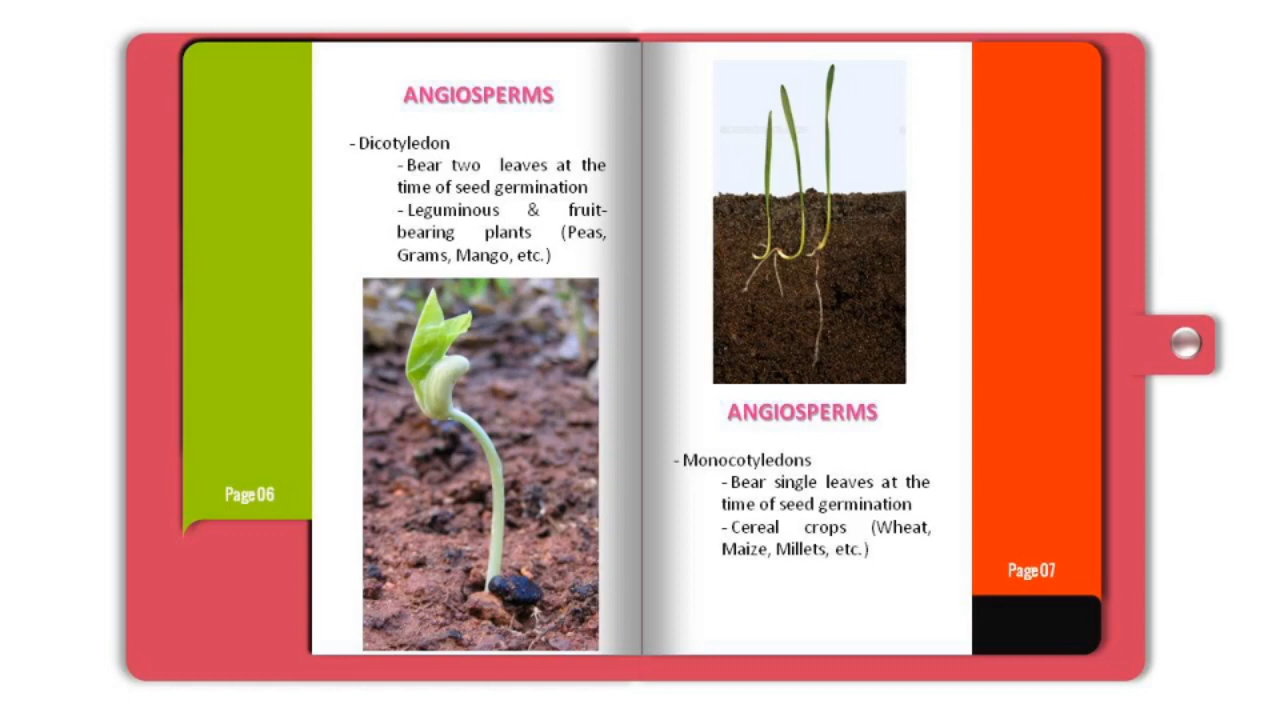 ANGIOSPERMS
- Dicotyledon
- Bear two leaves at the
time of seed germination
- Leguminous & fruit-
bearing plants (Peas,
Grams, Mango, etc.)
Page 06
ANGIOSPERMS
- Monocotyledons
- Bear single leaves at the
time of seed germination
- Cereal crops (Wheat,
Maize, Millets, etc.)
Page 07